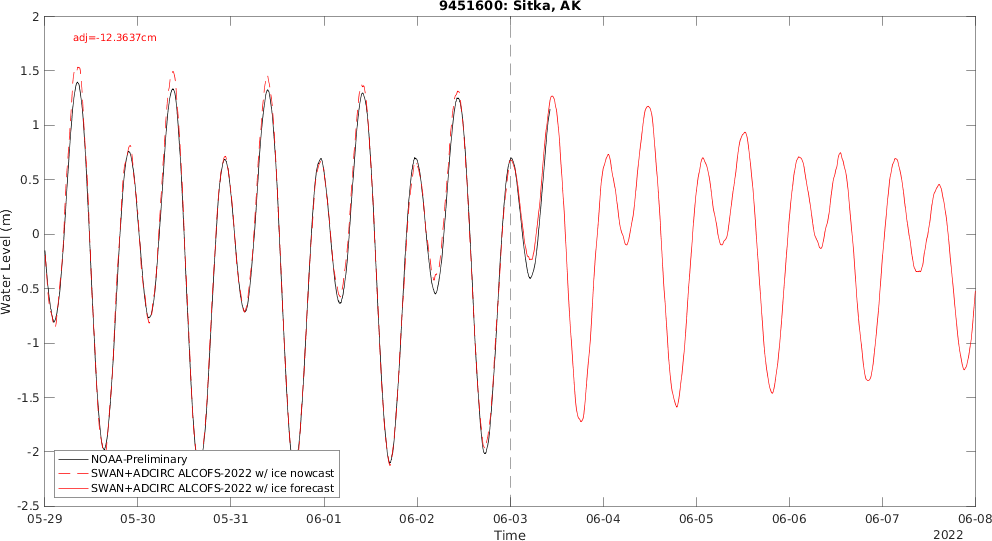 9451600: Sitka, AK
adj=-12.3637cm
2
1.5
1
0.5
0
-0.5
-1
-1.5
-2
-2.5
Water Level (m)
NOAA-Preliminary
SWAN+ADCIRC ALCOFS-2022 w/ ice nowcast
SWAN+ADCIRC ALCOFS-2022 w/ ice forecast
05-29 05-30 05-31 06-01 06-02 06-03 06-04 06-05 06-06 06-07 06-08
Time
2022